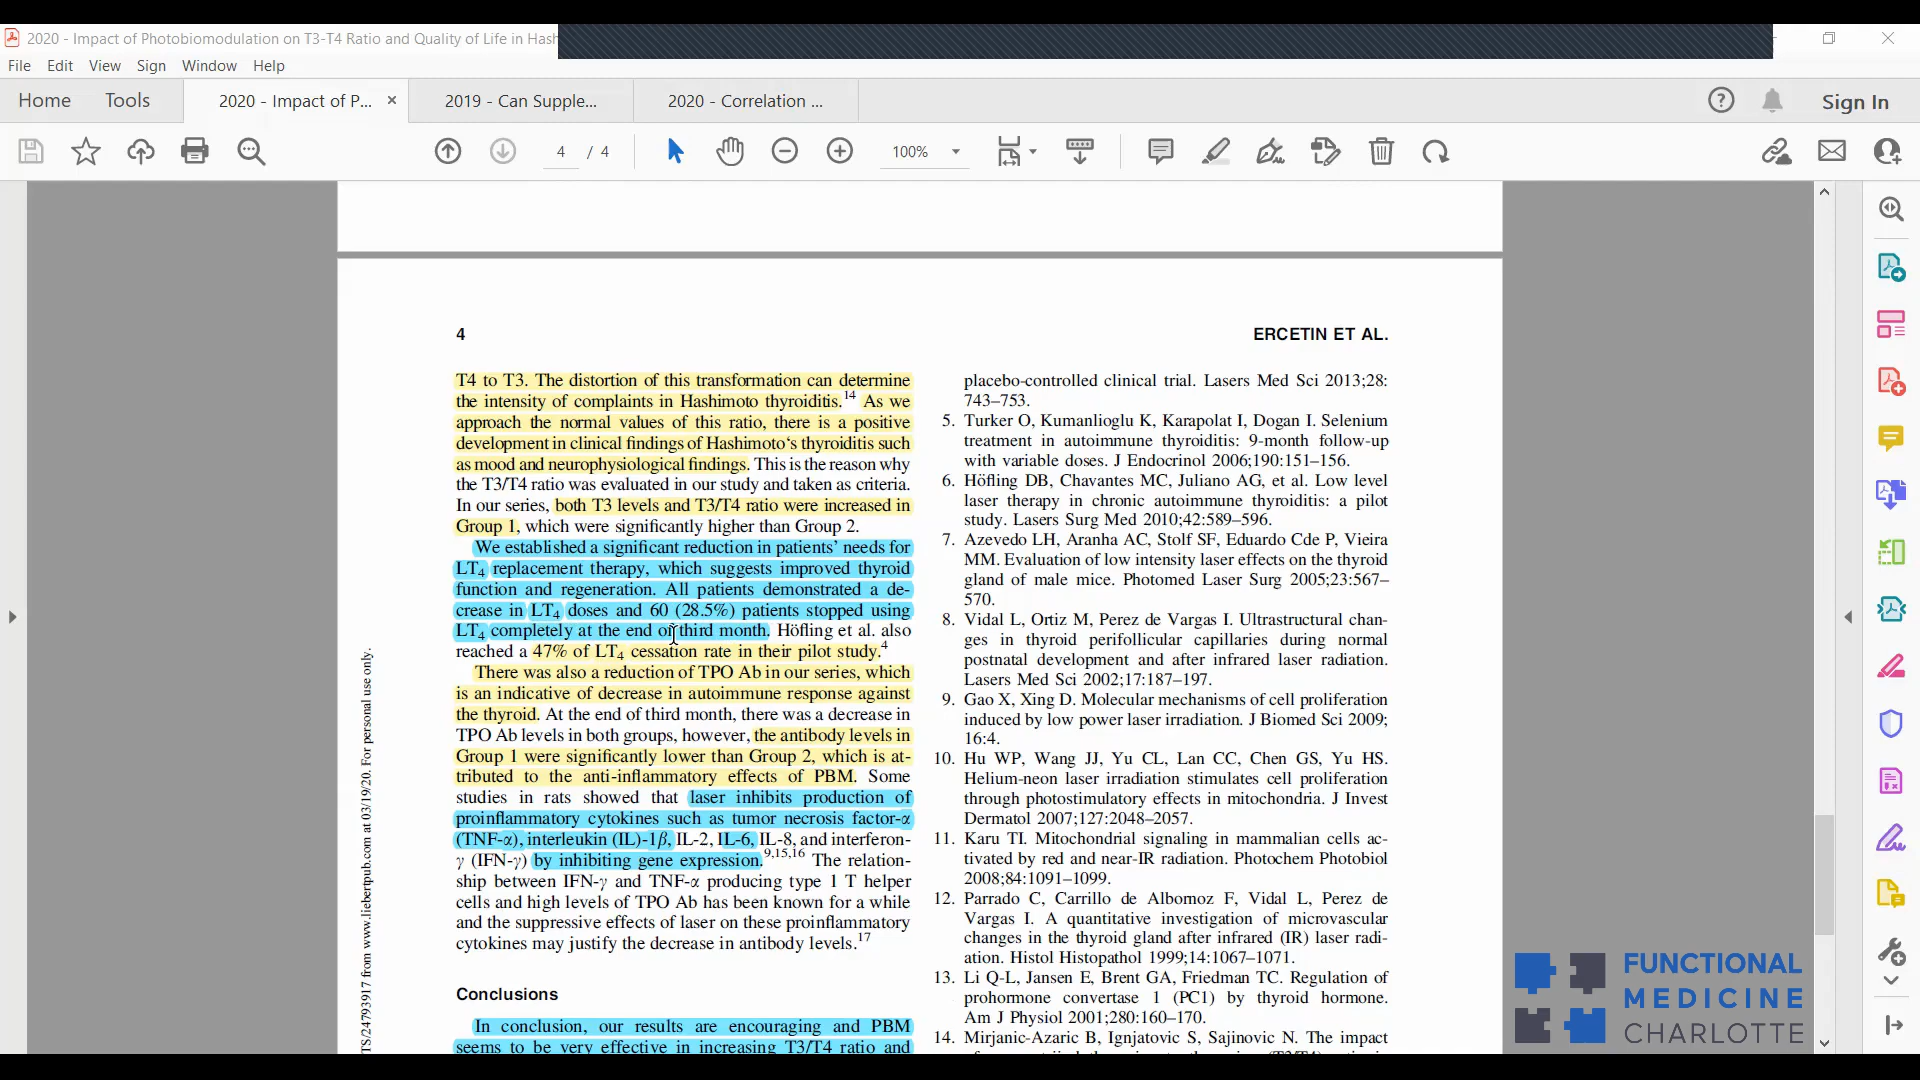 2020 - Impact of Photobiomodulation on T3-T4 Ratio and Quality of Life in Hash
File Edit View Sign Window Help
Home Tools 2020 - Impact of P... × 2019 - Can Supple... 2020 - Correlation ... Sign In
4 / 4 100%
4 ERCETIN ET AL.
T4 to T3. The distortion of this transformation can determine
the intensity of complaints in Hashimoto thyroiditis.14 As we
approach the normal values of this ratio, there is a positive
development in clinical findings of Hashimoto‘s thyroiditis such
as mood and neurophysiological findings. This is the reason why
the T3/T4 ratio was evaluated in our study and taken as criteria.
In our series, both T3 levels and T3/T4 ratio were increased in
Group 1, which were significantly higher than Group 2.
We established a significant reduction in patients’ needs for
LT4 replacement therapy, which suggests improved thyroid
function and regeneration. All patients demonstrated a de-
crease in LT4 doses and 60 (28.5%) patients stopped using
LT4 completely at the end of third month. Höfling et al. also
reached a 47% of LT4 cessation rate in their pilot study.4
There was also a reduction of TPO Ab in our series, which
is an indicative of decrease in autoimmune response against
the thyroid. At the end of third month, there was a decrease in
TPO Ab levels in both groups, however, the antibody levels in
Group 1 were significantly lower than Group 2, which is at-
tributed to the anti-inflammatory effects of PBM. Some
studies in rats showed that laser inhibits production of
proinflammatory cytokines such as tumor necrosis factor-α
(TNF-α), interleukin (IL)-1β, IL-2, IL-6, IL-8, and interferon-
γ (IFN-γ) by inhibiting gene expression.9,15,16 The relation-
ship between IFN-γ and TNF-α producing type 1 T helper
cells and high levels of TPO Ab has been known for a while
and the suppressive effects of laser on these proinflammatory
cytokines may justify the decrease in antibody levels.17
Conclusions
In conclusion, our results are encouraging and PBM
seems to be very effective in increasing T3/T4 ratio and
placebo-controlled clinical trial. Lasers Med Sci 2013;28:
743–753.
5. Turker O, Kumanlioglu K, Karapolat I, Dogan I. Selenium
treatment in autoimmune thyroiditis: 9-month follow-up
with variable doses. J Endocrinol 2006;190:151–156.
6. Höfling DB, Chavantes MC, Juliano AG, et al. Low level
laser therapy in chronic autoimmune thyroiditis: a pilot
study. Lasers Surg Med 2010;42:589–596.
7. Azevedo LH, Aranha AC, Stolf SF, Eduardo Cde P, Vieira
MM. Evaluation of low intensity laser effects on the thyroid
gland of male mice. Photomed Laser Surg 2005;23:567–
570.
8. Vidal L, Ortiz M, Perez de Vargas I. Ultrastructural chan-
ges in thyroid perifollicular capillaries during normal
postnatal development and after infrared laser radiation.
Lasers Med Sci 2002;17:187–197.
9. Gao X, Xing D. Molecular mechanisms of cell proliferation
induced by low power laser irradiation. J Biomed Sci 2009;
16:4.
10. Hu WP, Wang JJ, Yu CL, Lan CC, Chen GS, Yu HS.
Helium-neon laser irradiation stimulates cell proliferation
through photostimulatory effects in mitochondria. J Invest
Dermatol 2007;127:2048–2057.
11. Karu TI. Mitochondrial signaling in mammalian cells ac-
tivated by red and near-IR radiation. Photochem Photobiol
2008;84:1091–1099.
12. Parrado C, Carrillo de Albornoz F, Vidal L, Perez de
Vargas I. A quantitative investigation of microvascular
changes in the thyroid gland after infrared (IR) laser radi-
ation. Histol Histopathol 1999;14:1067–1071.
13. Li Q-L, Jansen E, Brent GA, Friedman TC. Regulation of
prohormone convertase 1 (PC1) by thyroid hormone.
Am J Physiol 2001;280:160–170.
14. Mirjanic-Azaric B, Ignjatovic S, Sajinovic N. The impact
TS/24793917 from www.liebertpub.com at 03/19/20. For personal use only.
FUNCTIONAL
MEDICINE
CHARLOTTE